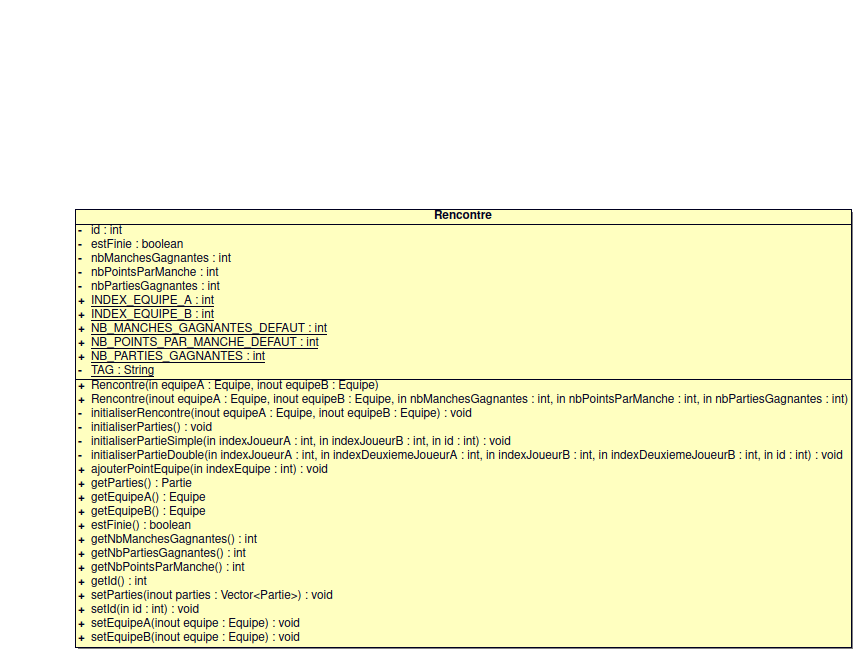 Rencontre
- id : int
- estFinie : boolean
- nbManchesGagnantes : int
- nbPointsParManche : int
- nbPartiesGagnantes : int
+ INDEX_EQUIPE_A : int
+ INDEX_EQUIPE_B : int
+ NB_MANCHES_GAGNANTES_DEFAUT : int
+ NB_POINTS_PAR_MANCHE_DEFAUT : int
+ NB_PARTIES_GAGNANTES : int
- TAG : String
+ Rencontre(in equipeA : Equipe, inout equipeB : Equipe)
+ Rencontre(inout equipeA : Equipe, inout equipeB : Equipe, in nbManchesGagnantes : int, in nbPointsParManche : int, in nbPartiesGagnantes : int)
- initialiserRencontre(inout equipeA : Equipe, inout equipeB : Equipe) : void
- initialiserParties() : void
- initialiserPartieSimple(in indexJoueurA : int, in indexJoueurB : int, in id : int) : void
- initialiserPartieDouble(in indexJoueurA : int, in indexDeuxiemeJoueurA : int, in indexJoueurB : int, in indexDeuxiemeJoueurB : int, in id : int) : void
+ ajouterPointEquipe(in indexEquipe : int) : void
+ getParties() : Partie
+ getEquipeA() : Equipe
+ getEquipeB() : Equipe
+ estFinie() : boolean
+ getNbManchesGagnantes() : int
+ getNbPartiesGagnantes() : int
+ getNbPointsParManche() : int
+ getId() : int
+ setParties(inout parties : Vector<Partie>) : void
+ setId(in id : int) : void
+ setEquipeA(inout equipe : Equipe) : void
+ setEquipeB(inout equipe : Equipe) : void